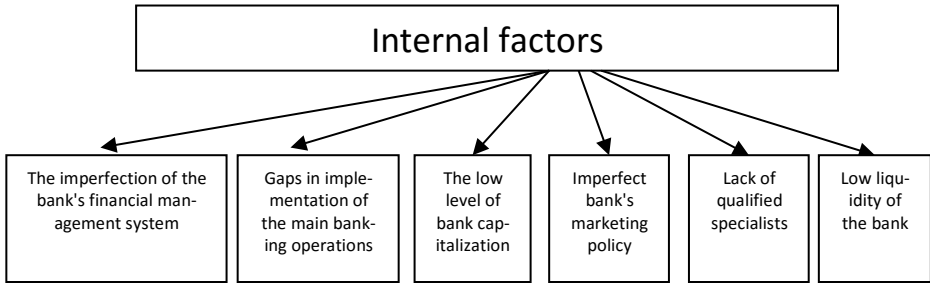 Internal factors
The imperfection of the
bank's financial man-
agement system
Gaps in imple-
mentation of
the main bank-
ing operations
The low
level of
bank cap-
italization
Imperfect
bank's
marketing
policy
Lack of
qualified
specialists
Low liqu-
idity of
the bank